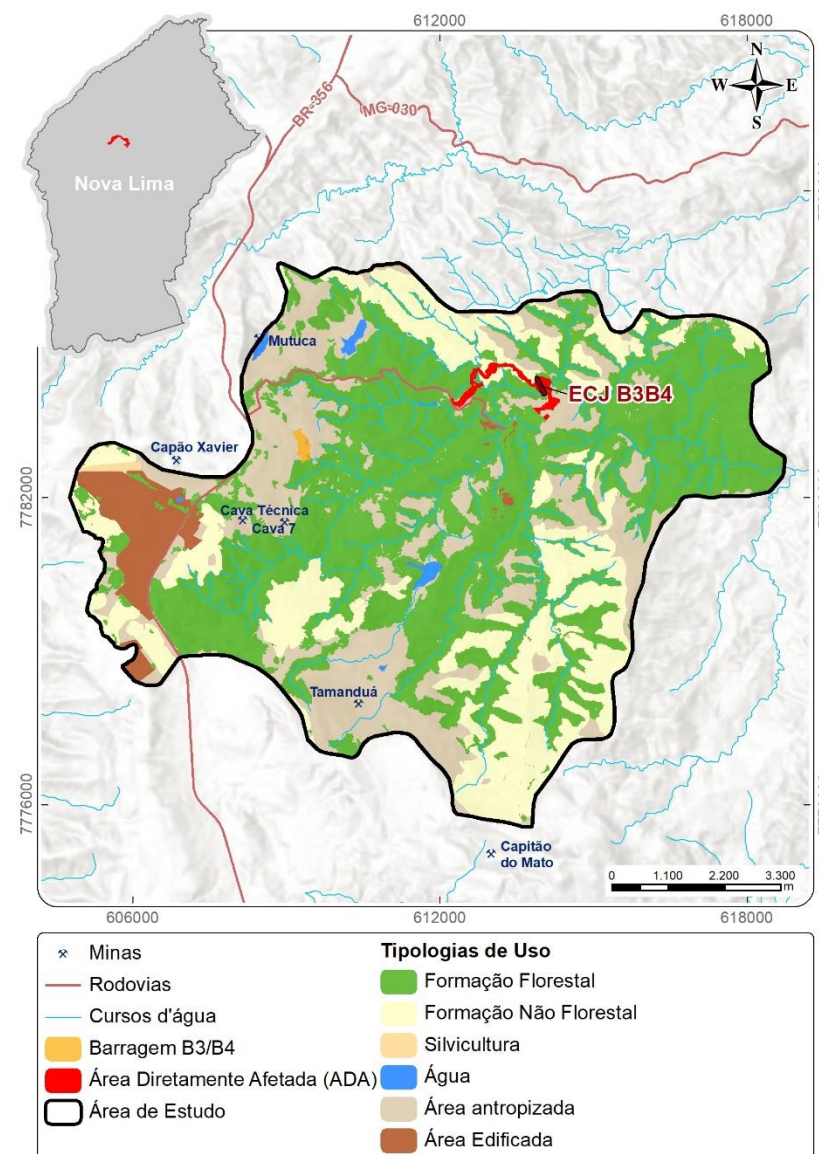 612000
618000
N
W E
S
BR-356
MG-030
Nova Lima
Mutuca
ECJ B3B4
Capão Xavier
7782000
Cava Técnica
Cava 7
Tamanduá
7776000
Capitão
do Mato
0 1.100 2.200 3.300
m
606000
612000
618000
Minas
Rodovias
Cursos d'água
Barragem B3/B4
Área Diretamente Afetada (ADA)
Área de Estudo
Tipologias de Uso
Formação Florestal
Formação Não Florestal
Silvicultura
Água
Área antropizada
Área Edificada